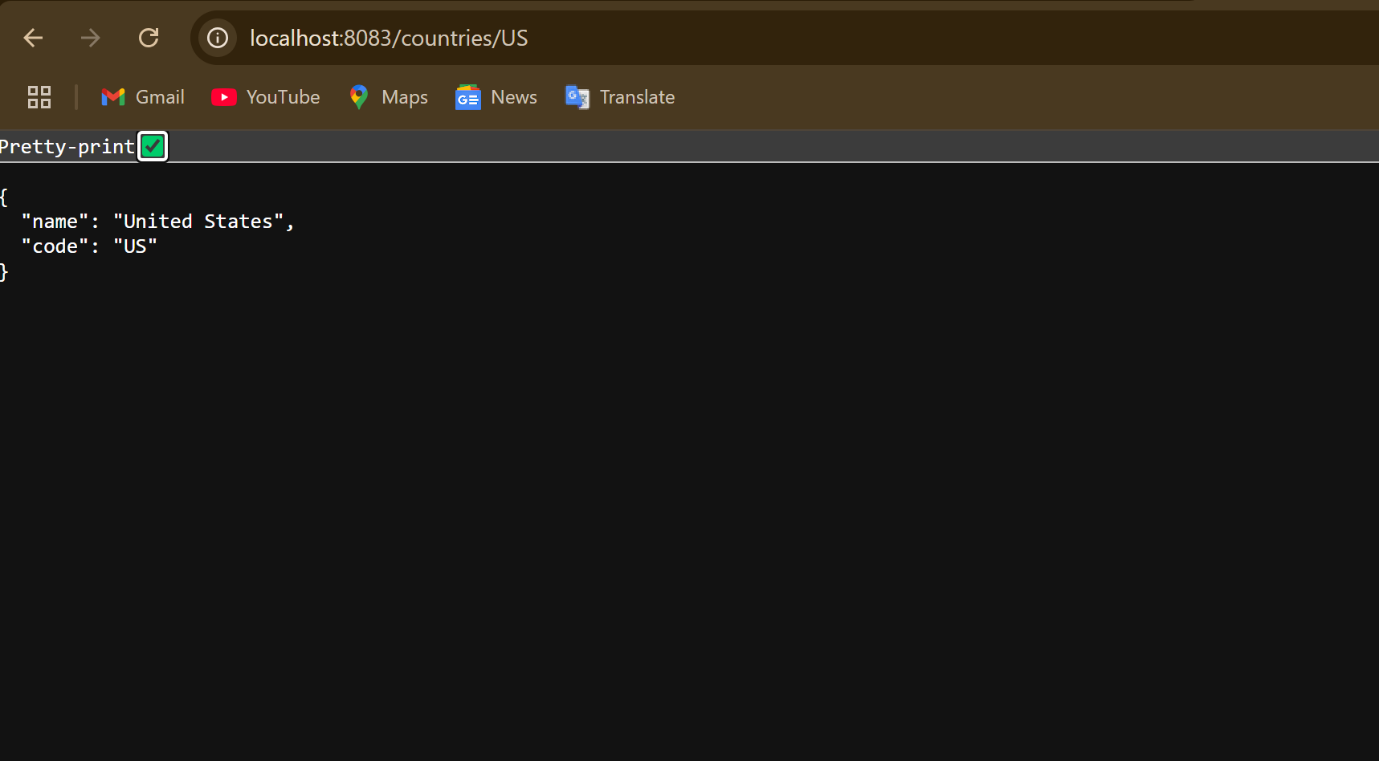 localhost:8083/countries/US
Gmail YouTube Maps News Translate
Pretty-print
{
  "name": "United States",
  "code": "US"
}